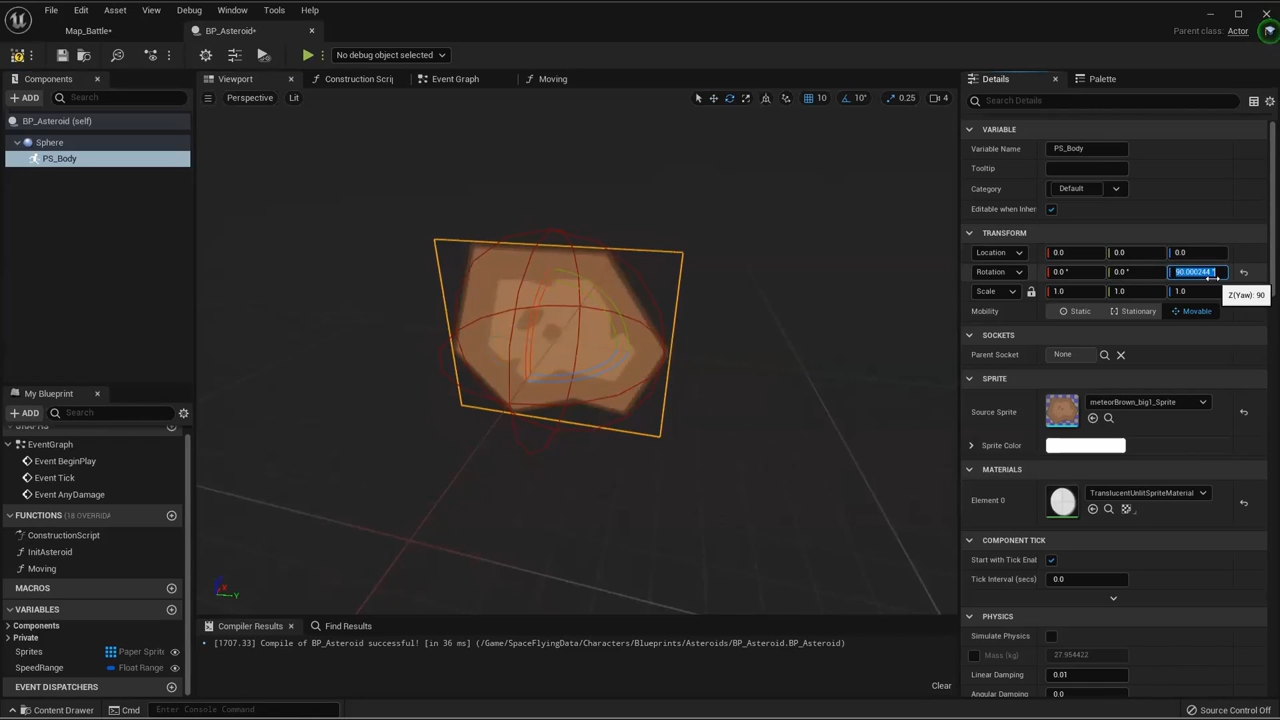 File Edit Asset View Debug Window Tools Help
Map_Battle* BP_Asteroid* Parent class: Actor
No debug object selected
Components Viewport Construction Scrip Event Graph Moving Details Palette
ADD Search Perspective Lit 10 10° 0.25 4 Search Details
BP_Asteroid (self)
VARIABLE
Sphere
Variable Name PS_Body
PS_Body
Tooltip
Category Default
Editable when Inher
TRANSFORM
Location 0.0 0.0 0.0
Rotation 0.0 ° 0.0 ° 90.000244 °
Scale 1.0 1.0 1.0
Z(Yaw): 90
Mobility Static Stationary Movable
SOCKETS
Parent Socket None
SPRITE
Source Sprite meteorBrown_big1_Sprite
Sprite Color
MATERIALS
Element 0 TranslucentUnlitSpriteMaterial
COMPONENT TICK
Start with Tick Enal
Tick Interval (secs) 0.0
PHYSICS
Simulate Physics
Mass (kg) 27.954422
Linear Damping 0.01
Angular Damping 0.0
My Blueprint
ADD Search
EventGraph
Event BeginPlay
Event Tick
Event AnyDamage
FUNCTIONS (18 OVERRIDA
ConstructionScript
InitAsteroid
Moving
MACROS
VARIABLES
Components
Private
Sprites Paper Sprite
SpeedRange Float Range
EVENT DISPATCHERS
Y
Compiler Results Find Results
[1707.33] Compile of BP_Asteroid successful! [in 36 ms] (/Game/SpaceFlyingData/Characters/Blueprints/Asteroids/BP_Asteroid.BP_Asteroid)
Clear
Content Drawer Cmd Enter Console Command Source Control Off